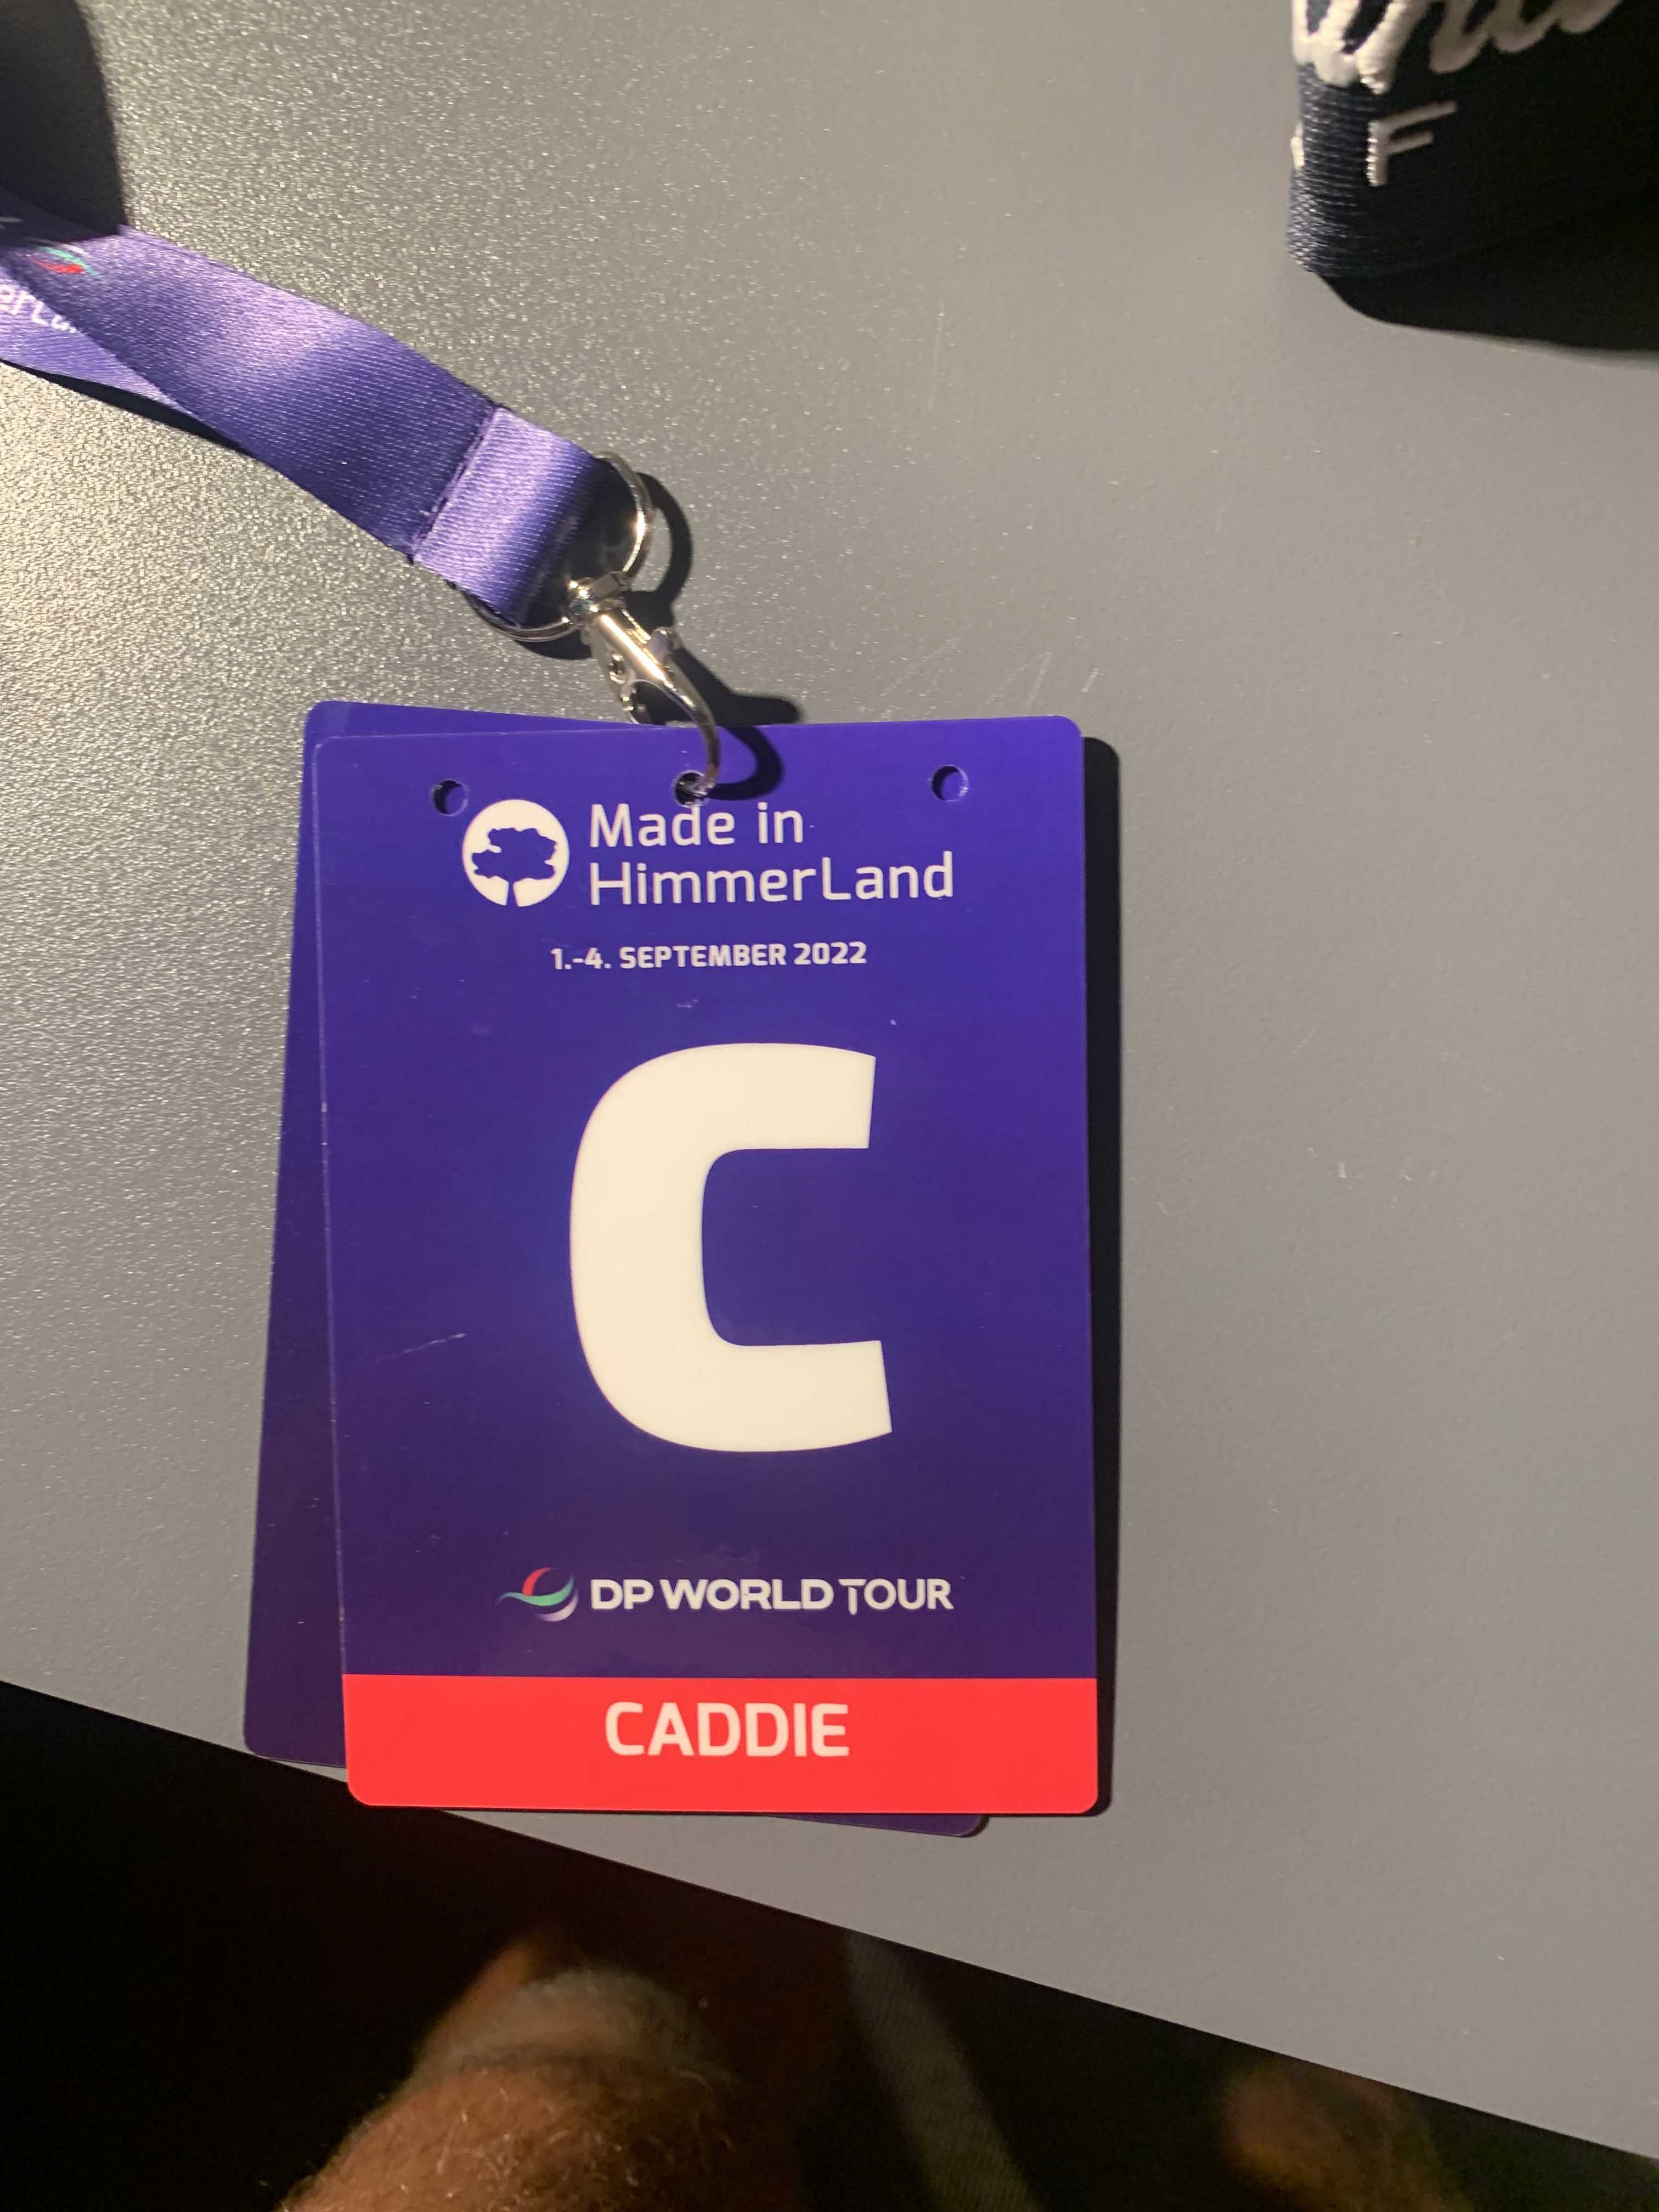 F
Made in
HimmerLand
1.-4. SEPTEMBER 2022
C
DP WORLD TOUR
CADDIE